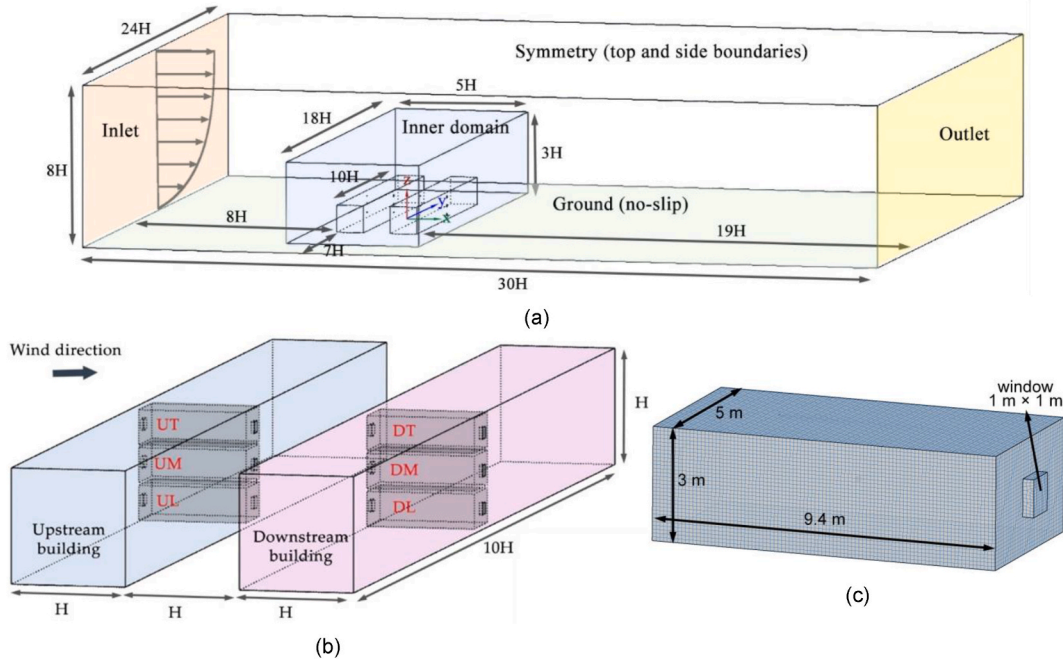 (a)
24H
Symmetry (top and side boundaries)
5H
Inlet
18H
Inner domain
Outlet
3H
8H
10H
z
y
x
Ground (no-slip)
8H
19H
7H
30H
(b)
Wind direction
UT
UM
UL
DT
DM
DL
H
Upstream
building
Downstream
building
10H
H
H
H
window
1 m × 1 m
5 m
3 m
9.4 m
(c)